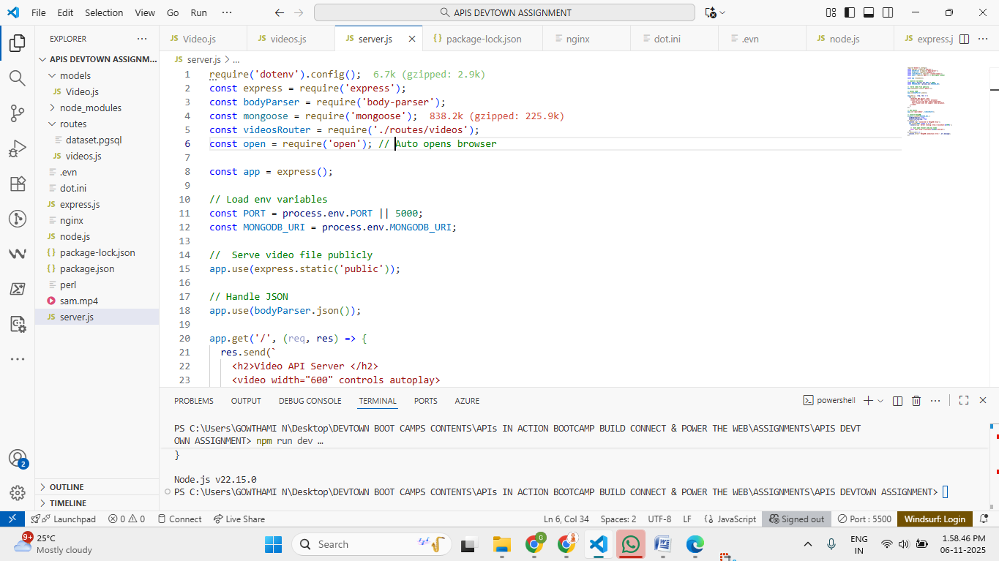 File Edit Selection View Go Run ··· APIS DEVTOWN ASSIGNMENT
EXPLORER ···
APIS DEVTOWN ASSIGNM...
models
JS Video.js
node_modules
routes
dataset.pgsql
JS videos.js
.evn
dot.ini
JS express.js
nginx
JS node.js
{} package-lock.json
{} package.json
perl
sam.mp4
JS server.js
OUTLINE
TIMELINE
JS Video.js JS videos.js JS server.js {} package-lock.json nginx dot.ini .evn JS node.js JS express.j ···
JS server.js > ...
1 require('dotenv').config(); 6.7k (gzipped: 2.9k)
2 const express = require('express');
3 const bodyParser = require('body-parser');
4 const mongoose = require('mongoose'); 838.2k (gzipped: 225.9k)
5 const videosRouter = require('./routes/videos');
6 const open = require('open'); // Auto opens browser
7
8 const app = express();
9
10 // Load env variables
11 const PORT = process.env.PORT || 5000;
12 const MONGODB_URI = process.env.MONGODB_URI;
13
14 //  Serve video file publicly
15 app.use(express.static('public'));
16
17 // Handle JSON
18 app.use(bodyParser.json());
19
20 app.get('/', (req, res) => {
21 res.send(`
22 <h2>Video API Server </h2>
23 <video width="600" controls autoplay>
PROBLEMS OUTPUT DEBUG CONSOLE TERMINAL PORTS AZURE powershell ···
PS C:\Users\GOWTHAMI N\Desktop\DEVTOWN BOOT CAMPS CONTENTS\APIs IN ACTION BOOTCAMP BUILD CONNECT & POWER THE WEB\ASSIGNMENTS\APIS DEVT
OWN ASSIGNMENT> npm run dev …
}
Node.js v22.15.0
PS C:\Users\GOWTHAMI N\Desktop\DEVTOWN BOOT CAMPS CONTENTS\APIs IN ACTION BOOTCAMP BUILD CONNECT & POWER THE WEB\ASSIGNMENTS\APIS DEVTOWN ASSIGNMENT>
2
Launchpad 0 0 Connect Live Share Ln 6, Col 34 Spaces: 2 UTF-8 LF {} JavaScript Signed out Port : 5500 Windsurf: Login
9+ 25°C
Mostly cloudy
Search
G
ENG
IN
1.58.46 PM
06-11-2025